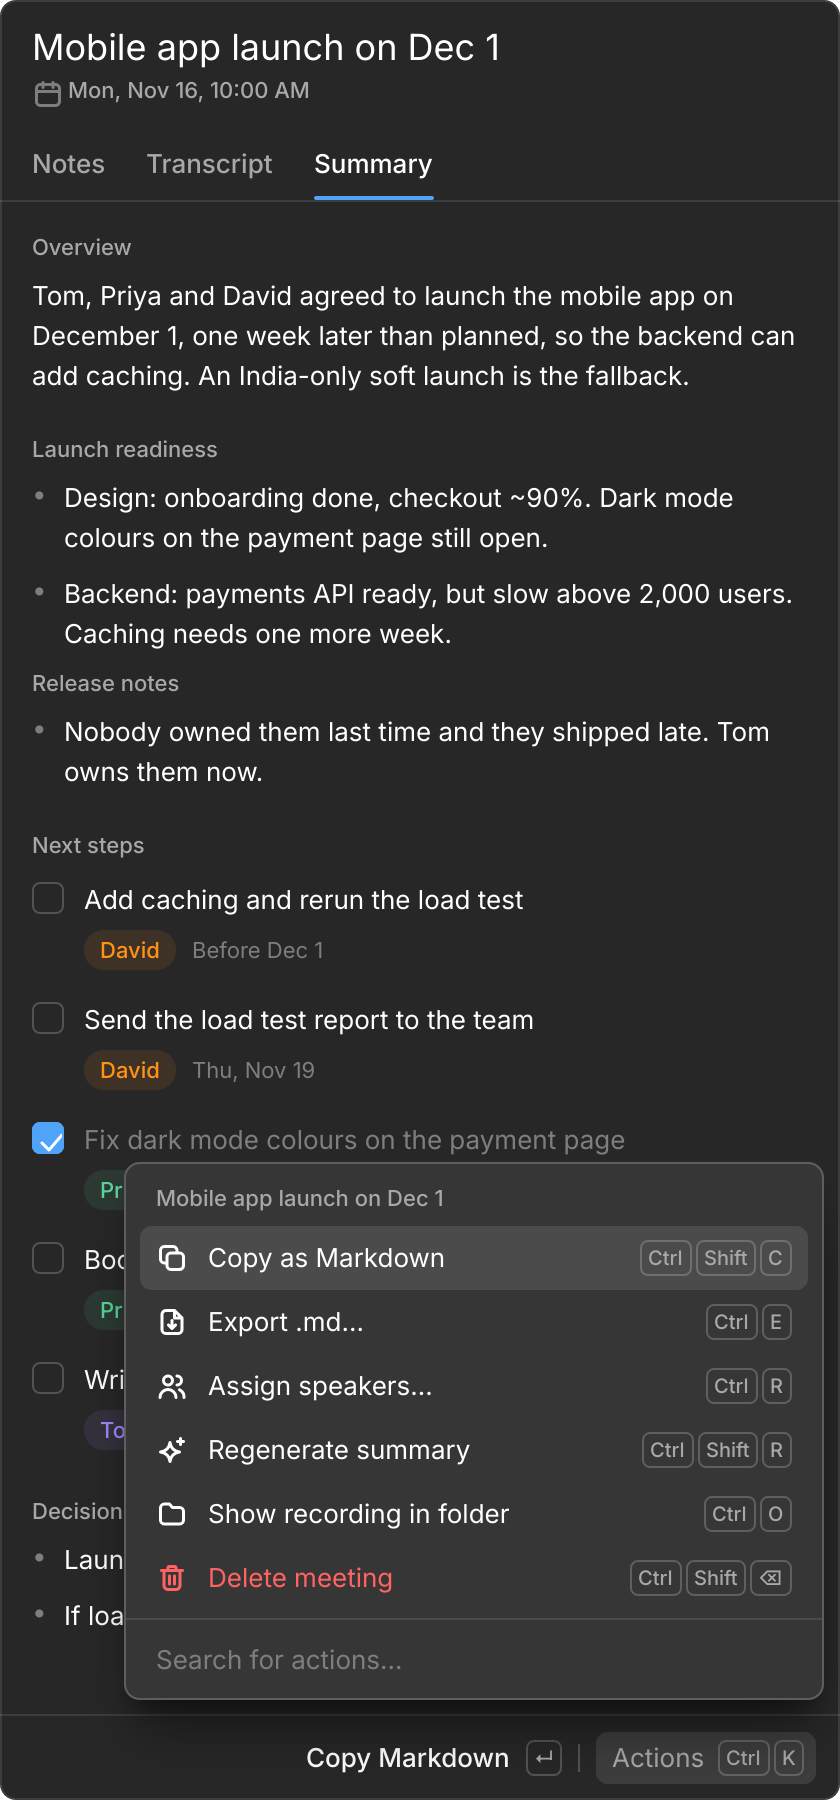 Mobile app launch on Dec 1
Mon, Nov 16, 10:00 AM
Notes Transcript Summary
Overview
Tom, Priya and David agreed to launch the mobile app on
December 1, one week later than planned, so the backend can
add caching. An India-only soft launch is the fallback.
Launch readiness
• Design: onboarding done, checkout ~90%. Dark mode
colours on the payment page still open.
• Backend: payments API ready, but slow above 2,000 users.
Caching needs one more week.
Release notes
• Nobody owned them last time and they shipped late. Tom
owns them now.
Next steps
Add caching and rerun the load test
David Before Dec 1
Send the load test report to the team
David Thu, Nov 19
Fix dark mode colours on the payment page
Mobile app launch on Dec 1
Copy as Markdown Ctrl Shift C
Export .md... Ctrl E
Assign speakers... Ctrl R
Regenerate summary Ctrl Shift R
Show recording in folder Ctrl O
Delete meeting Ctrl Shift ⌫
Search for actions...
Decision
• If
Copy Markdown ↵ Actions Ctrl K